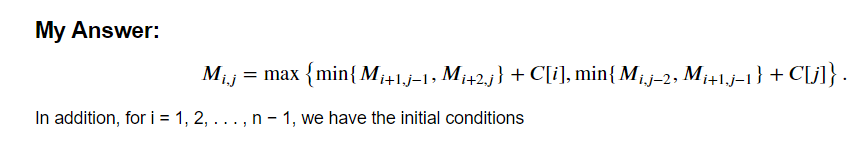 My Answer:
M_{i,j} = max {min{ M_{i+1,j−1}, M_{i+2,j}} + C[i], min{ M_{i,j−2}, M_{i+1,j−1}} + C[j]} .
In addition, for i = 1, 2, . . . , n − 1, we have the initial conditions